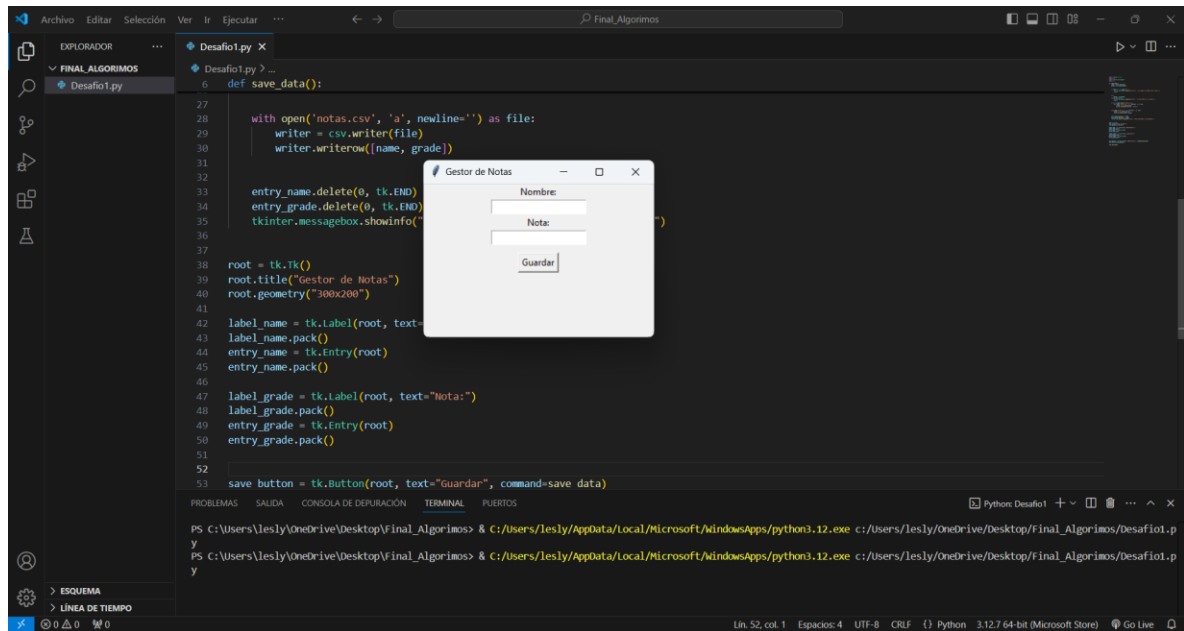 Archivo Editar Selección Ver Ir Ejecutar ... Final_Algorimos
EXPLORADOR ...
FINAL_ALGORIMOS
Desafio1.py
Desafio1.py
Desafio1.py > ...
6 def save_data():
27
28 with open('notas.csv', 'a', newline='') as file:
29 writer = csv.writer(file)
30 writer.writerow([name, grade])
31
32
33 entry_name.delete(0, tk.END)
34 entry_grade.delete(0, tk.END)
35 tkinter.messagebox.showinfo(" ")
36
37
38 root = tk.Tk()
39 root.title("Gestor de Notas")
40 root.geometry("300x200")
41
42 label_name = tk.Label(root, text=
43 label_name.pack()
44 entry_name = tk.Entry(root)
45 entry_name.pack()
46
47 label_grade = tk.Label(root, text="Nota:")
48 label_grade.pack()
49 entry_grade = tk.Entry(root)
50 entry_grade.pack()
51
52
53 save button = tk.Button(root, text="Guardar", command=save data)
Gestor de Notas
Nombre:
Nota:
Guardar
PROBLEMAS SALIDA CONSOLA DE DEPURACIÓN TERMINAL PUERTOS
Python: Desafio1
PS C:\Users\lesly\OneDrive\Desktop\Final_Algorimos> & C:/Users/lesly/AppData/Local/Microsoft/WindowsApps/python3.12.exe c:/Users/lesly/OneDrive/Desktop/Final_Algorimos/Desafio1.p
y
PS C:\Users\lesly\OneDrive\Desktop\Final_Algorimos> & C:/Users/lesly/AppData/Local/Microsoft/WindowsApps/python3.12.exe c:/Users/lesly/OneDrive/Desktop/Final_Algorimos/Desafio1.p
y
ESQUEMA
LÍNEA DE TIEMPO
0 0 0 Lín. 52, col. 1 Espacios: 4 UTF-8 CRLF {} Python 3.12.7 64-bit (Microsoft Store) Go Live